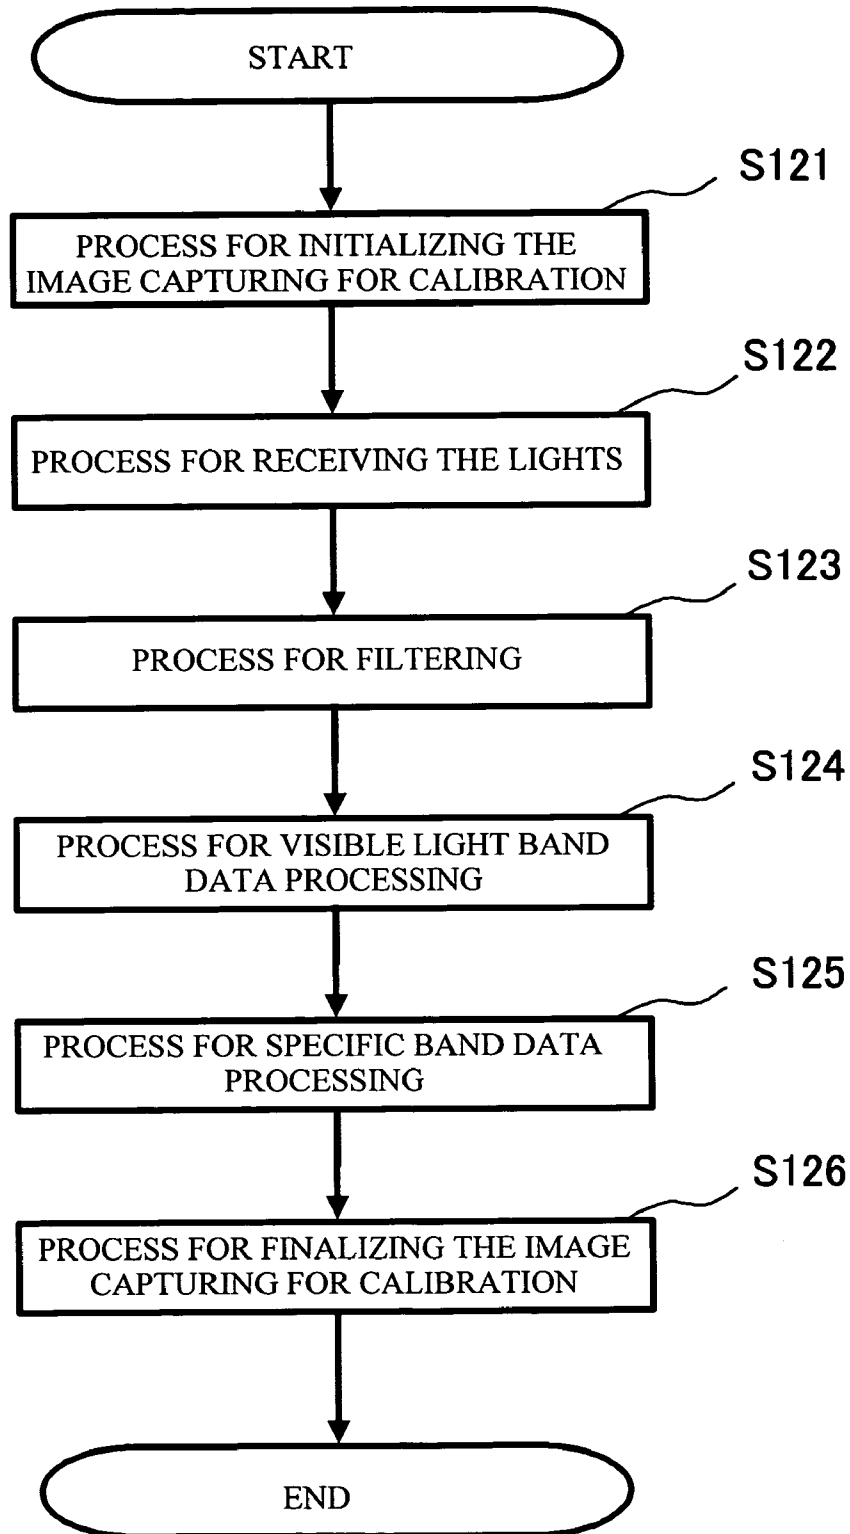 START
S121
PROCESS FOR INITIALIZING THE
IMAGE CAPTURING FOR CALIBRATION
S122
PROCESS FOR RECEIVING THE LIGHTS
S123
PROCESS FOR FILTERING
S124
PROCESS FOR VISIBLE LIGHT BAND
DATA PROCESSING
S125
PROCESS FOR SPECIFIC BAND DATA
PROCESSING
S126
PROCESS FOR FINALIZING THE IMAGE
CAPTURING FOR CALIBRATION
END